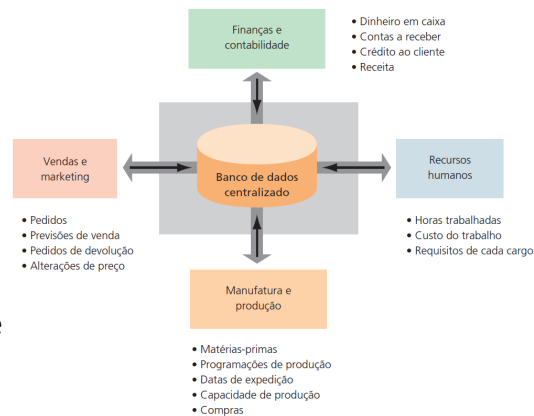 Finanças e
contabilidade
• Dinheiro em caixa
• Contas a receber
• Crédito ao cliente
• Receita
Vendas e
marketing
Banco de dados
centralizado
Recursos
humanos
• Pedidos
• Previsões de venda
• Pedidos de devolução
• Alterações de preço
• Horas trabalhadas
• Custo do trabalho
• Requisitos de cada cargo
Manufatura e
produção
e
• Matérias-primas
• Programações de produção
• Datas de expedição
• Capacidade de produção
• Compras